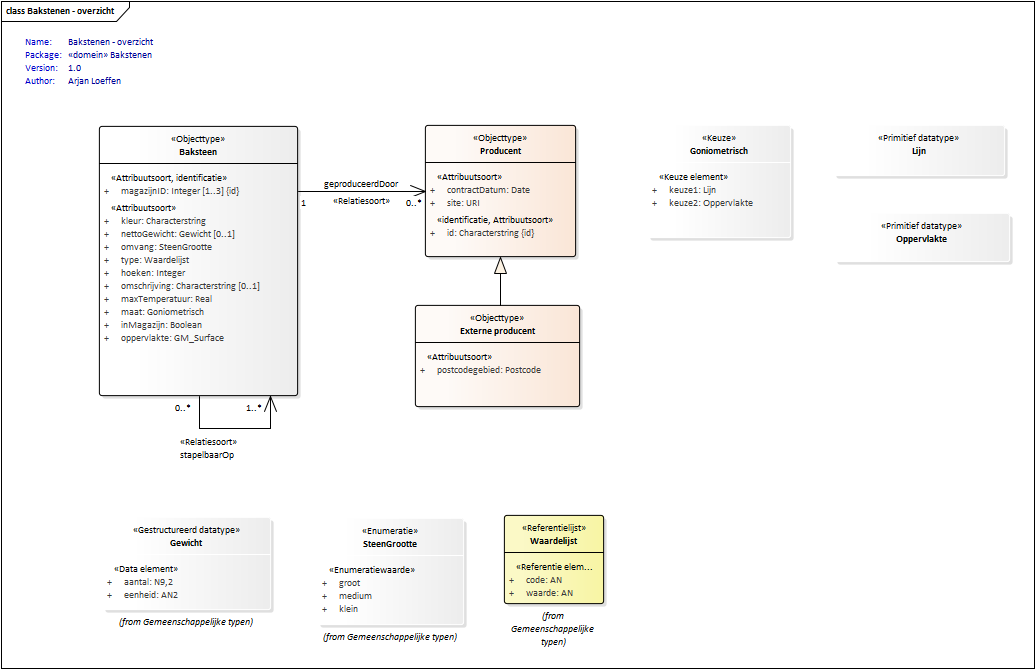 class Bakstenen - overzicht
Name: Bakstenen - overzicht
Package: «domein» Bakstenen
Version: 1.0
Author: Arjan Loeffen
«Objecttype»
Baksteen
«Attribuutsoort, identificatie»
+ magazijnID: Integer [1..3] {id}
«Attribuutsoort»
+ kleur: Characterstring
+ nettoGewicht: Gewicht [0..1]
+ omvang: SteenGrootte
+ type: Waardelijst
+ hoeken: Integer
+ omschrijving: Characterstring [0..1]
+ maxTemperatuur: Real
+ maat: Goniometrisch
+ inMagazijn: Boolean
+ oppervlakte: GM_Surface
geproduceerdDoor
1
«Relatiesoort»
0..*
«Objecttype»
Producent
«Attribuutsoort»
+ contractDatum: Date
+ site: URI
«identificatie, Attribuutsoort»
+ id: Characterstring {id}
«Keuze»
Goniometrisch
«Keuze element»
+ keuze1: Lijn
+ keuze2: Oppervlakte
«Primitief datatype»
Lijn
«Primitief datatype»
Oppervlakte
«Objecttype»
Externe producent
«Attribuutsoort»
+ postcodegebied: Postcode
0..*
1..*
«Relatiesoort»
stapelbaarOp
«Gestructureerd datatype»
Gewicht
«Data element»
+ aantal: N9,2
+ eenheid: AN2
(from Gemeenschappelijke typen)
«Enumeratie»
SteenGrootte
«Enumeratiewaarde»
+ groot
+ medium
+ klein
(from Gemeenschappelijke typen)
«Referentielijst»
Waardelijst
«Referentie elem...
+ code: AN
+ waarde: AN
(from
Gemeenschappelijke
typen)